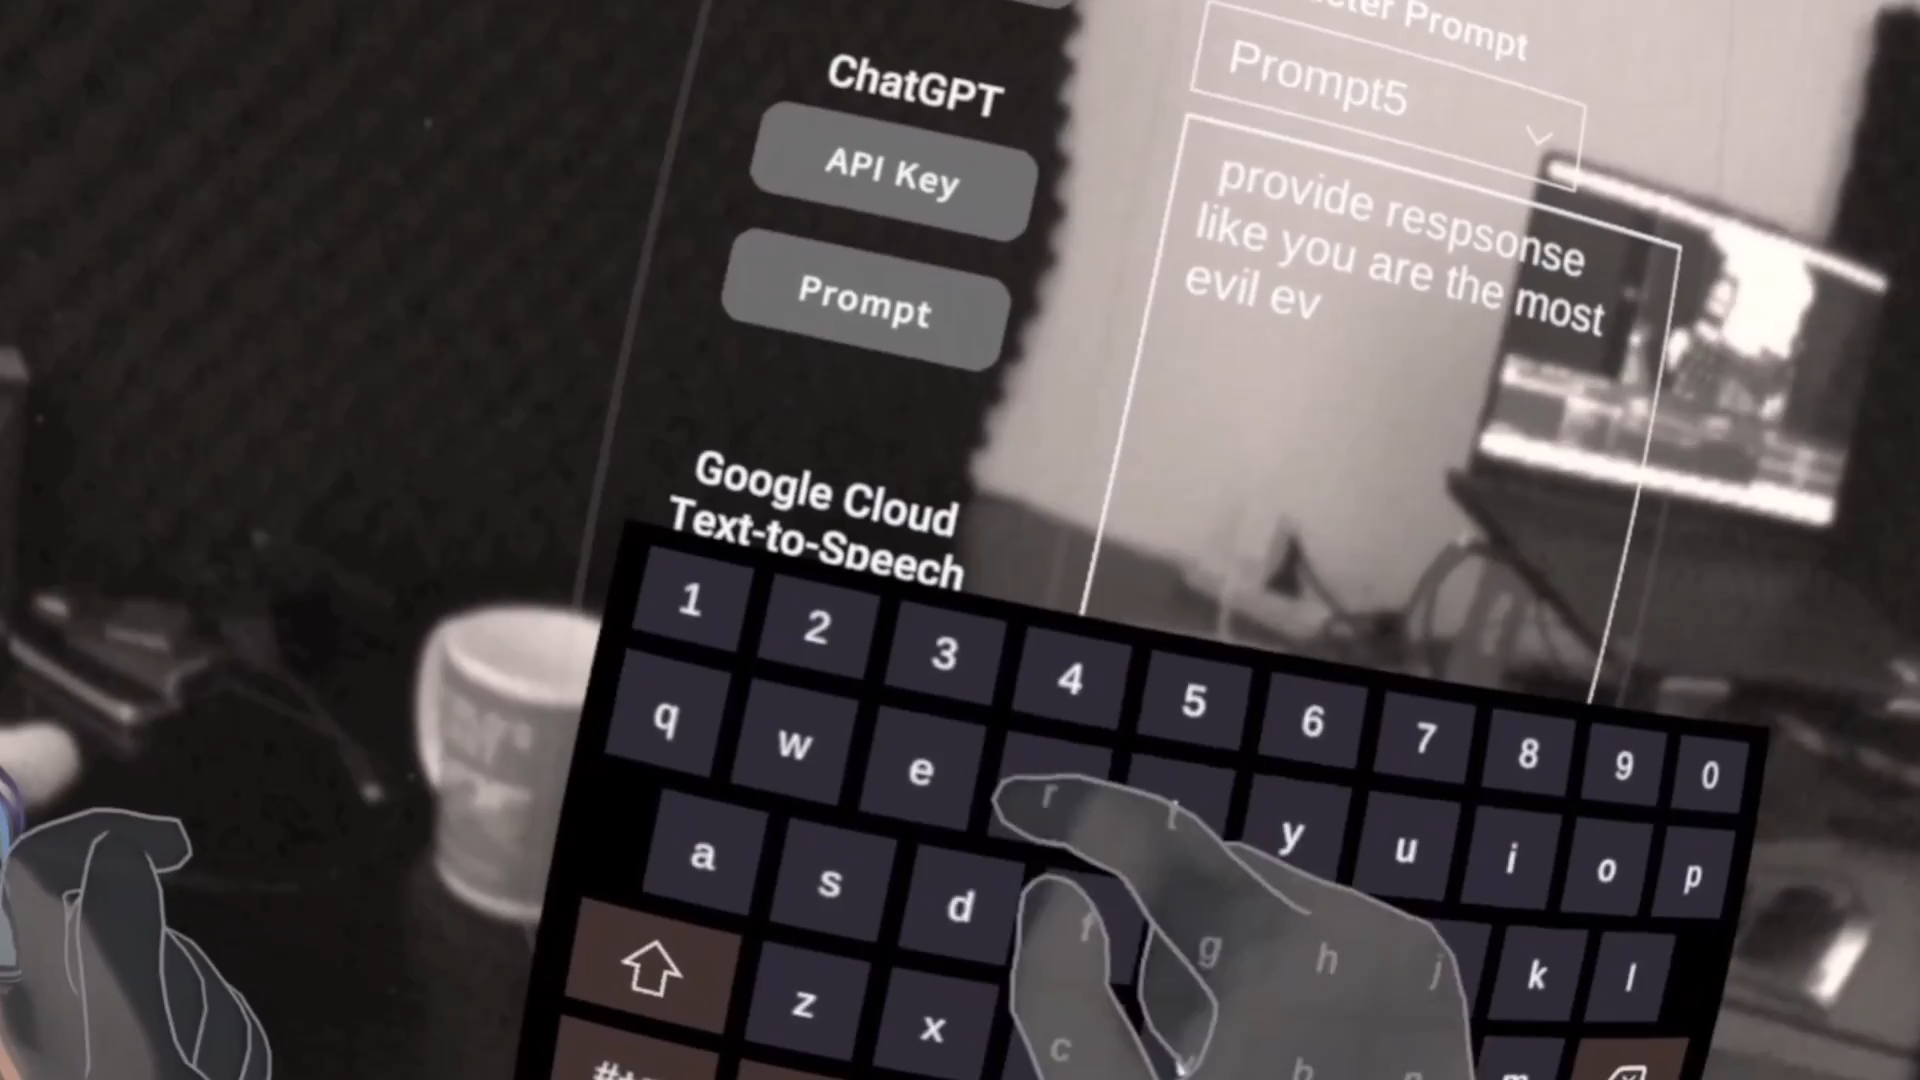 ChatGPT
API Key
Prompt
Google Cloud
Text-to-Speech
Prompt
Prompt5
provide respsonse
like you are the most
evil ev
1 2 3 4 5 6 7 8 9 0
q w e r t y u i o p
a s d f g h j k l
z x c v b n m